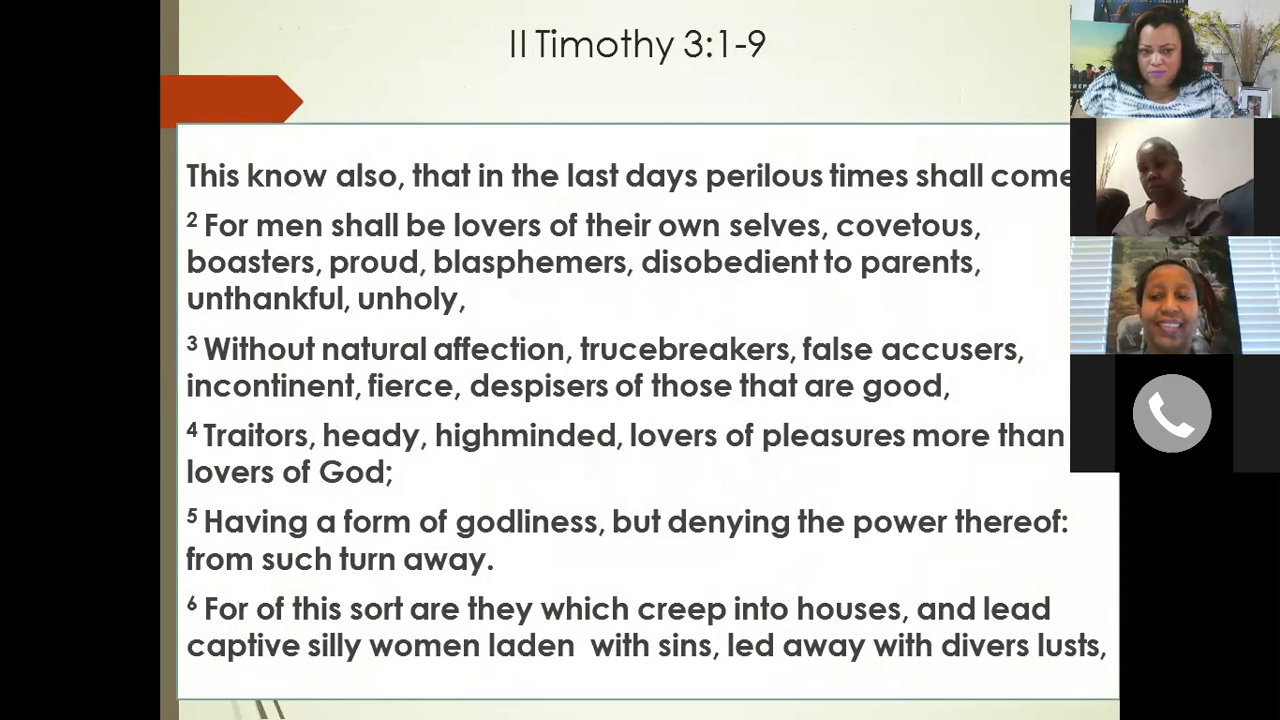 II Timothy 3:1-9
This know also, that in the last days perilous times shall come
² For men shall be lovers of their own selves, covetous,
boasters, proud, blasphemers, disobedient to parents,
unthankful, unholy,
³ Without natural affection, trucebreakers, false accusers,
incontinent, fierce, despisers of those that are good,
⁴ Traitors, heady, highminded, lovers of pleasures more than
lovers of God;
⁵ Having a form of godliness, but denying the power thereof:
from such turn away.
⁶ For of this sort are they which creep into houses, and lead
captive silly women laden with sins, led away with divers lusts,